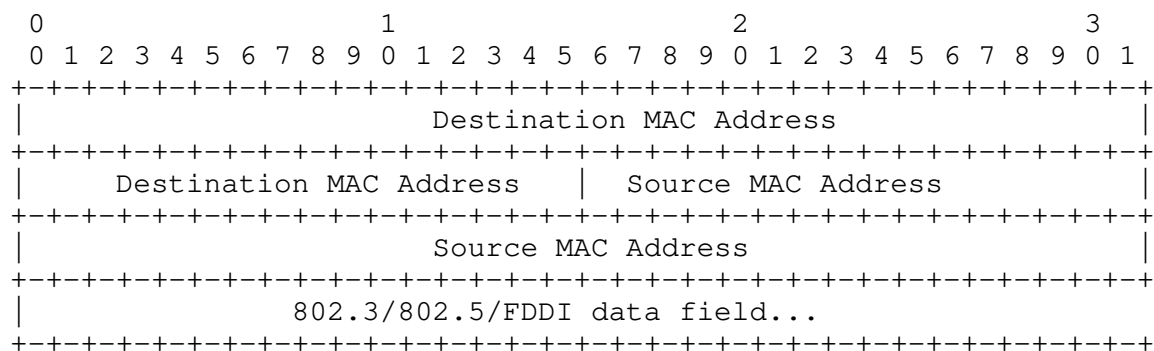 0                   1                   2                   3
0 1 2 3 4 5 6 7 8 9 0 1 2 3 4 5 6 7 8 9 0 1 2 3 4 5 6 7 8 9 0 1
+-+-+-+-+-+-+-+-+-+-+-+-+-+-+-+-+-+-+-+-+-+-+-+-+-+-+-+-+-+-+-+-+
|                       Destination MAC Address                 |
+-+-+-+-+-+-+-+-+-+-+-+-+-+-+-+-+-+-+-+-+-+-+-+-+-+-+-+-+-+-+-+-+
|     Destination MAC Address   |  Source MAC Address           |
+-+-+-+-+-+-+-+-+-+-+-+-+-+-+-+-+-+-+-+-+-+-+-+-+-+-+-+-+-+-+-+-+
|                       Source MAC Address                      |
+-+-+-+-+-+-+-+-+-+-+-+-+-+-+-+-+-+-+-+-+-+-+-+-+-+-+-+-+-+-+-+-+
|               802.3/802.5/FDDI data field...
+-+-+-+-+-+-+-+-+-+-+-+-+-+-+-+-+-+-+-+-+-+-+-+-+-+-+-+-+-+-+-+-+